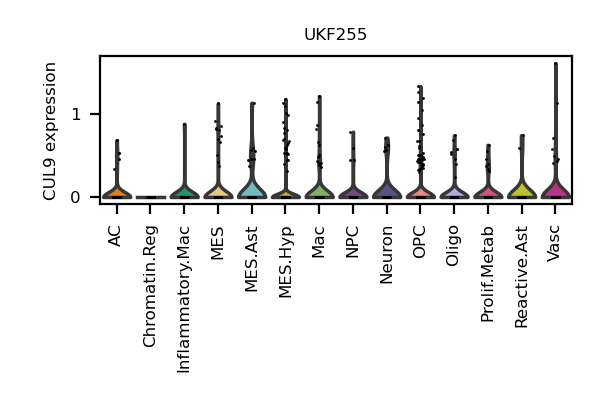 UKF255
CUL9 expression
1
0
AC
Chromatin.Reg
Inflammatory.Mac
MES
MES.Ast
MES.Hyp
Mac
NPC
Neuron
OPC
Oligo
Prolif.Metab
Reactive.Ast
Vasc